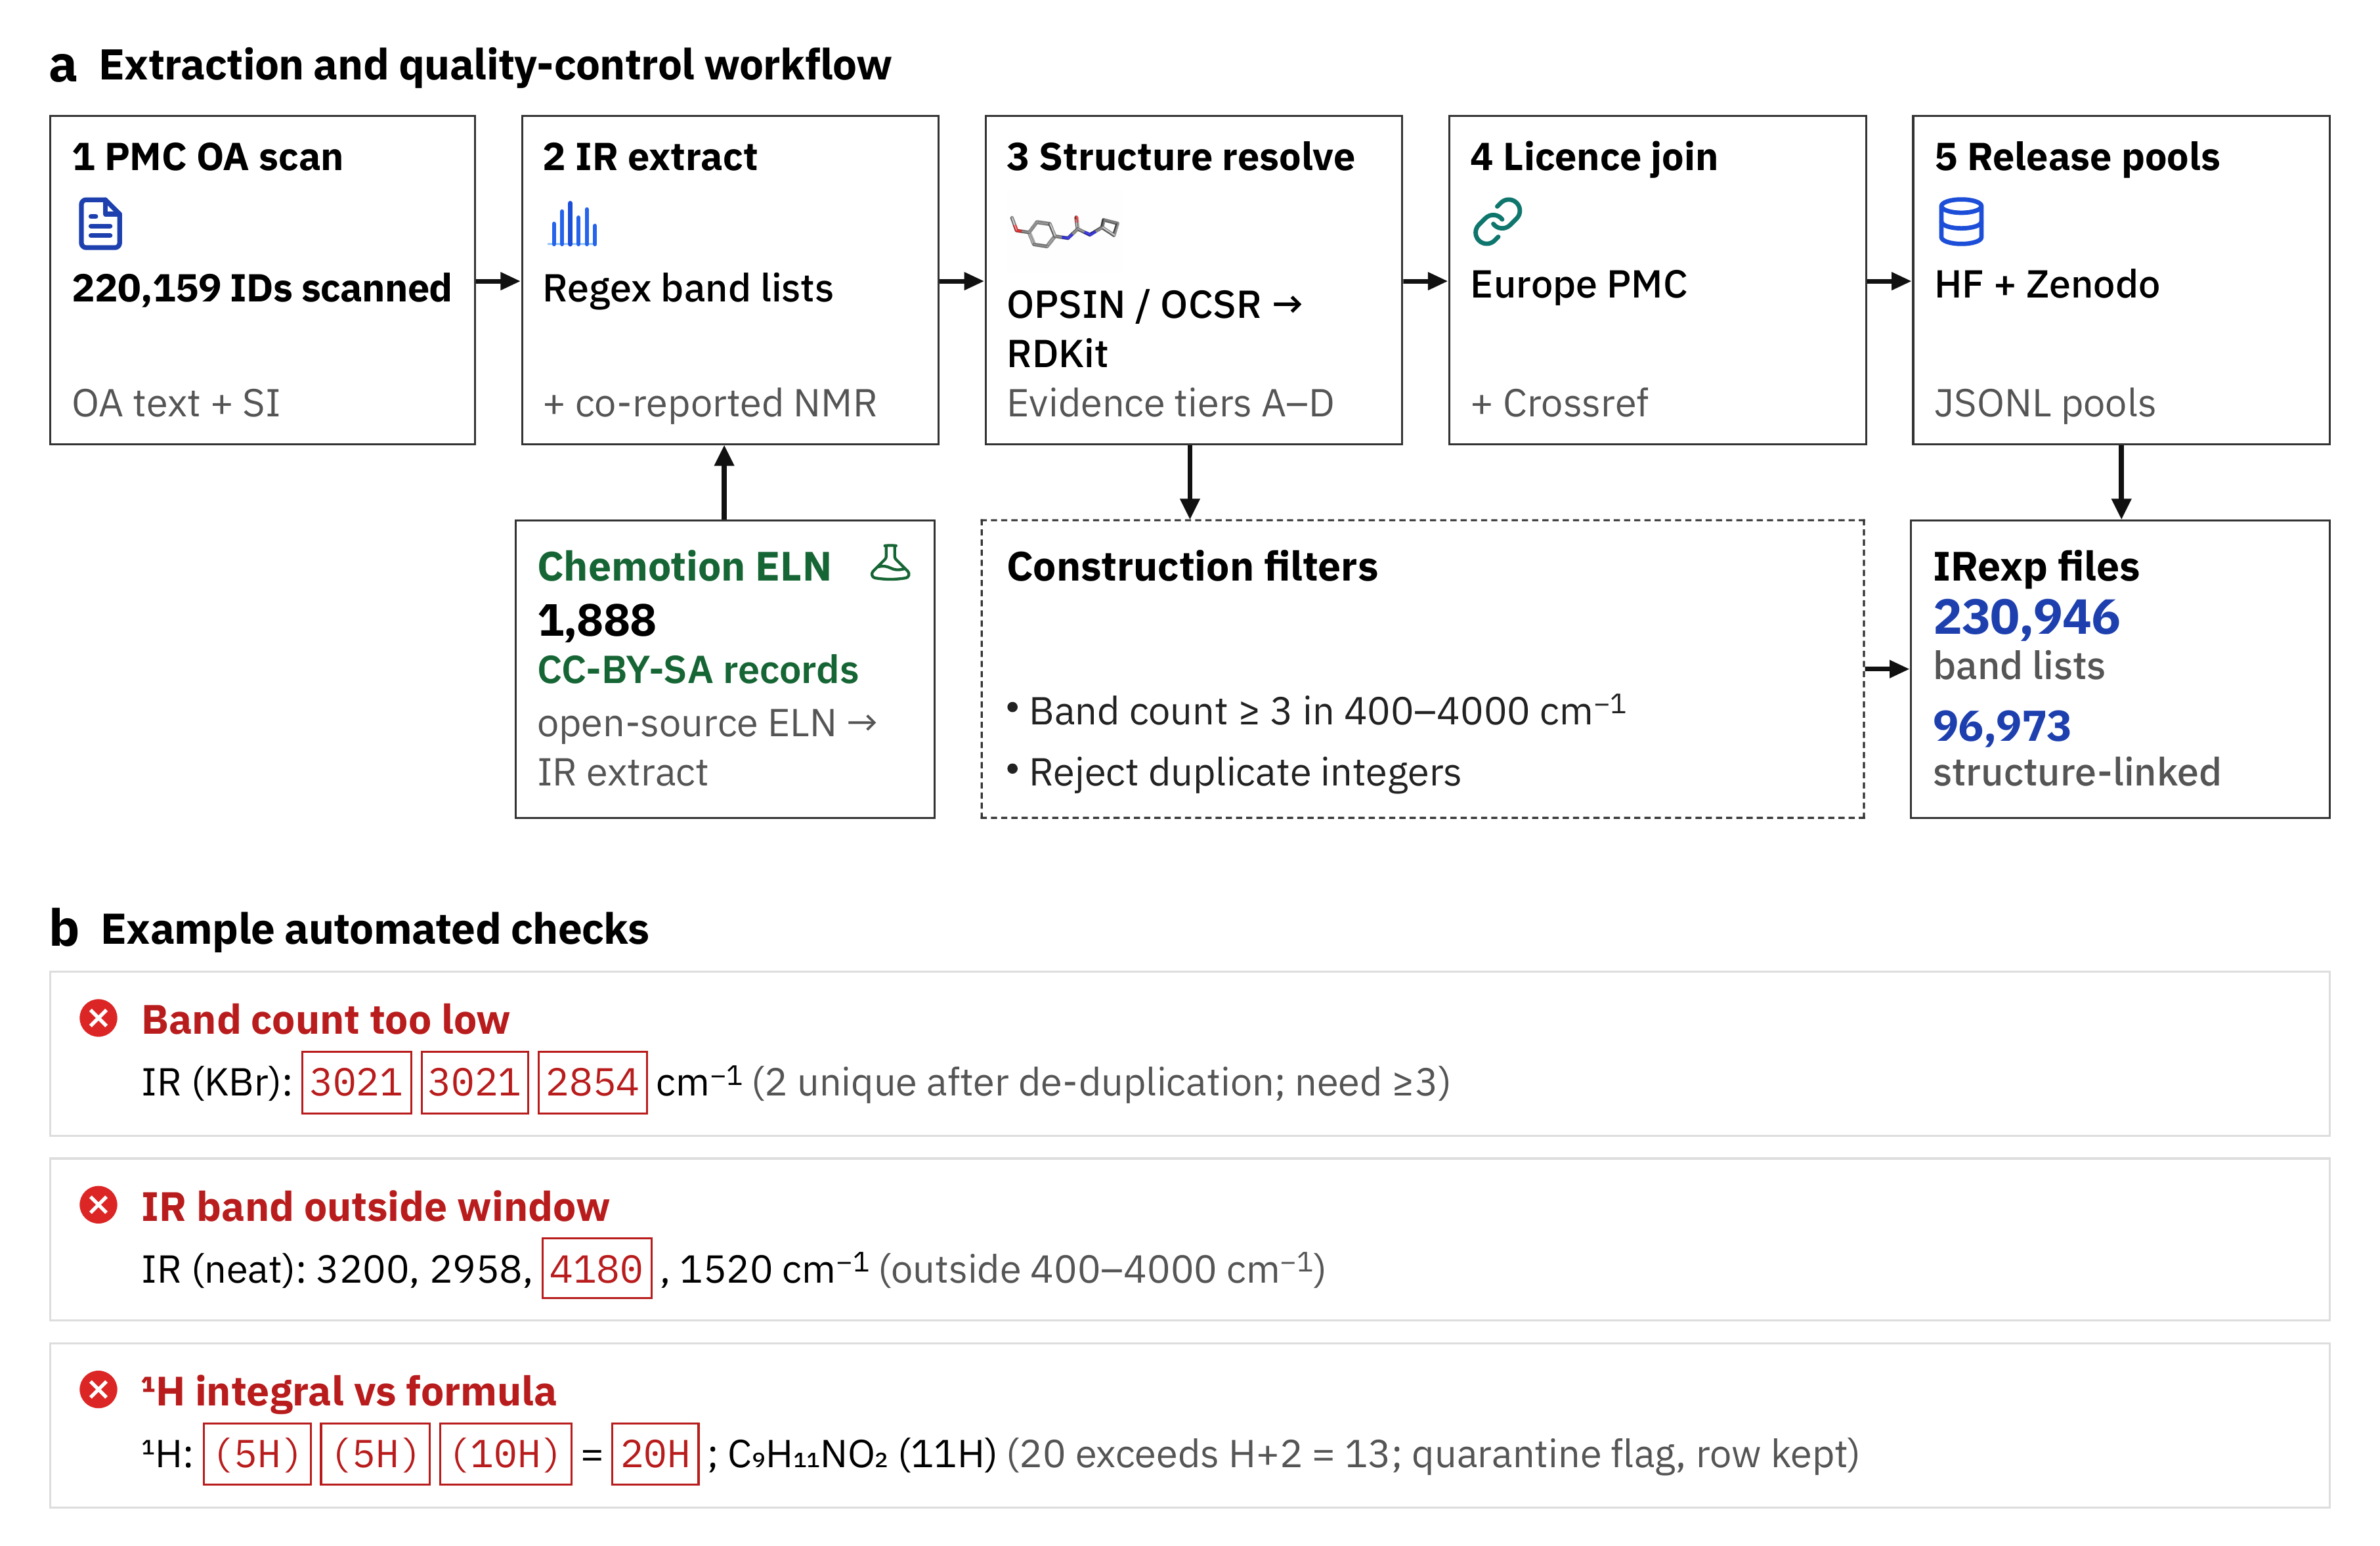 a Extraction and quality-control workflow
1 PMC OA scan
220,159 IDs scanned
OA text + SI
2 IR extract
Regex band lists
+ co-reported NMR
3 Structure resolve
OPSIN / OCSR →
RDKit
Evidence tiers A–D
4 Licence join
Europe PMC
+ Crossref
5 Release pools
HF + Zenodo
JSONL pools
Chemotion ELN
1,888
CC-BY-SA records
open-source ELN →
IR extract
Construction filters
• Band count ≥ 3 in 400–4000 cm⁻¹
• Reject duplicate integers
IRexp files
230,946
band lists
96,973
structure-linked
b Example automated checks
Band count too low
IR (KBr): 3021 3021 2854 cm⁻¹ (2 unique after de-duplication; need ≥3)
IR band outside window
IR (neat): 3200, 2958, 4180 , 1520 cm⁻¹ (outside 400–4000 cm⁻¹)
¹H integral vs formula
¹H: (5H) (5H) (10H) = 20H ; C₉H₁₁NO₂ (11H) (20 exceeds H+2 = 13; quarantine flag, row kept)